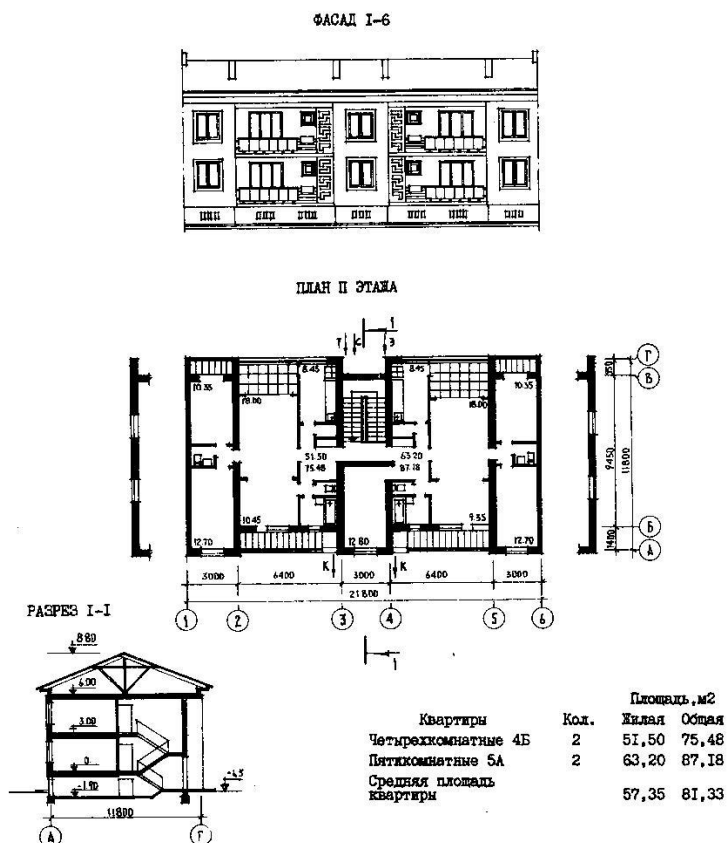 ФАСАД I-6
ПЛАН II ЭТАЖА
1
Т С З
8.45 8.45
10.35 18.00 18.00 10.35
51.50 63.20
75.48 87.18
10.45 9.35
12.70 12.80 12.70
К К
3000 6400 3000 6400 3000
21800
1 2 3 4 5 6
1
Г
В
Б
А
9450
1400
11800
РАЗРЕЗ I-I
8.80
6.00
3.00
0
-1.90
11800
А Г
Площадь,м2
Квартиры Кол. Жилая Общая
Четырехкомнатные 4Б 2 5I,50 75,48
Пятикомнатные 5А 2 63,20 87,I8
Средняя площадь
квартиры 57,35 8I,33